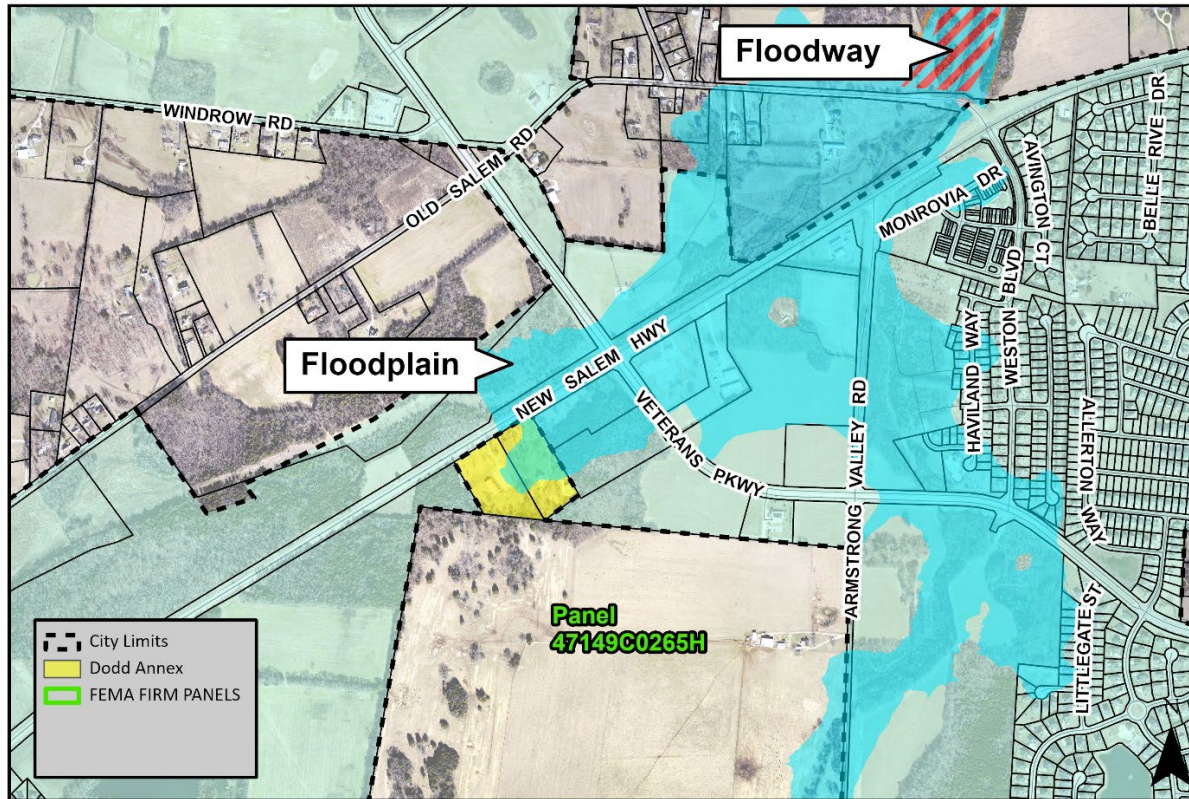 Floodway
WINDROW RD
OLD SALEM RD
MONROVIA DR
AVINGTON CT
BELLE RIVE DR
WESTON BLVD
HAVILAND WAY
Floodplain
NEW SALEM HWY
VETERANS PKWY
ARMSTRONG VALLEY RD
ALLERTON WAY
LITTLEGATE ST
Panel
47149C0265H
City Limits
Dodd Annex
FEMA FIRM PANELS